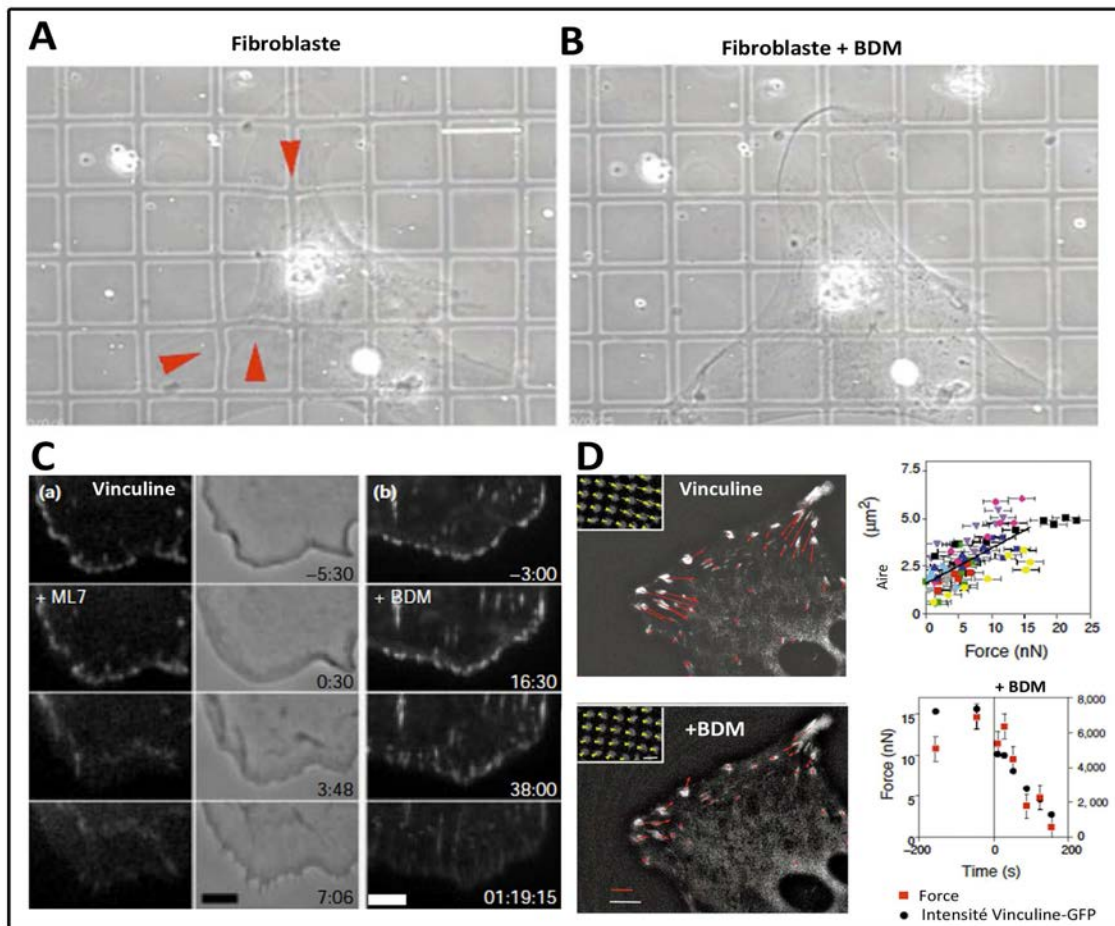 A
Fibroblaste
B
Fibroblaste + BDM
C
(a)
Vinculine
-5:30
+ ML7
0:30
3:48
7:06
(b)
-3:00
+ BDM
16:30
38:00
01:19:15
D
Vinculine
+BDM
7.5
5.0
2.5
0
Aire
(µm²)
0 5 10 15 20 25
Force (nN)
+ BDM
15
10
5
0
Force (nN)
8,000
6,000
4,000
2,000
0
-200 0 200
Time (s)
Force
Intensité Vinculine-GFP